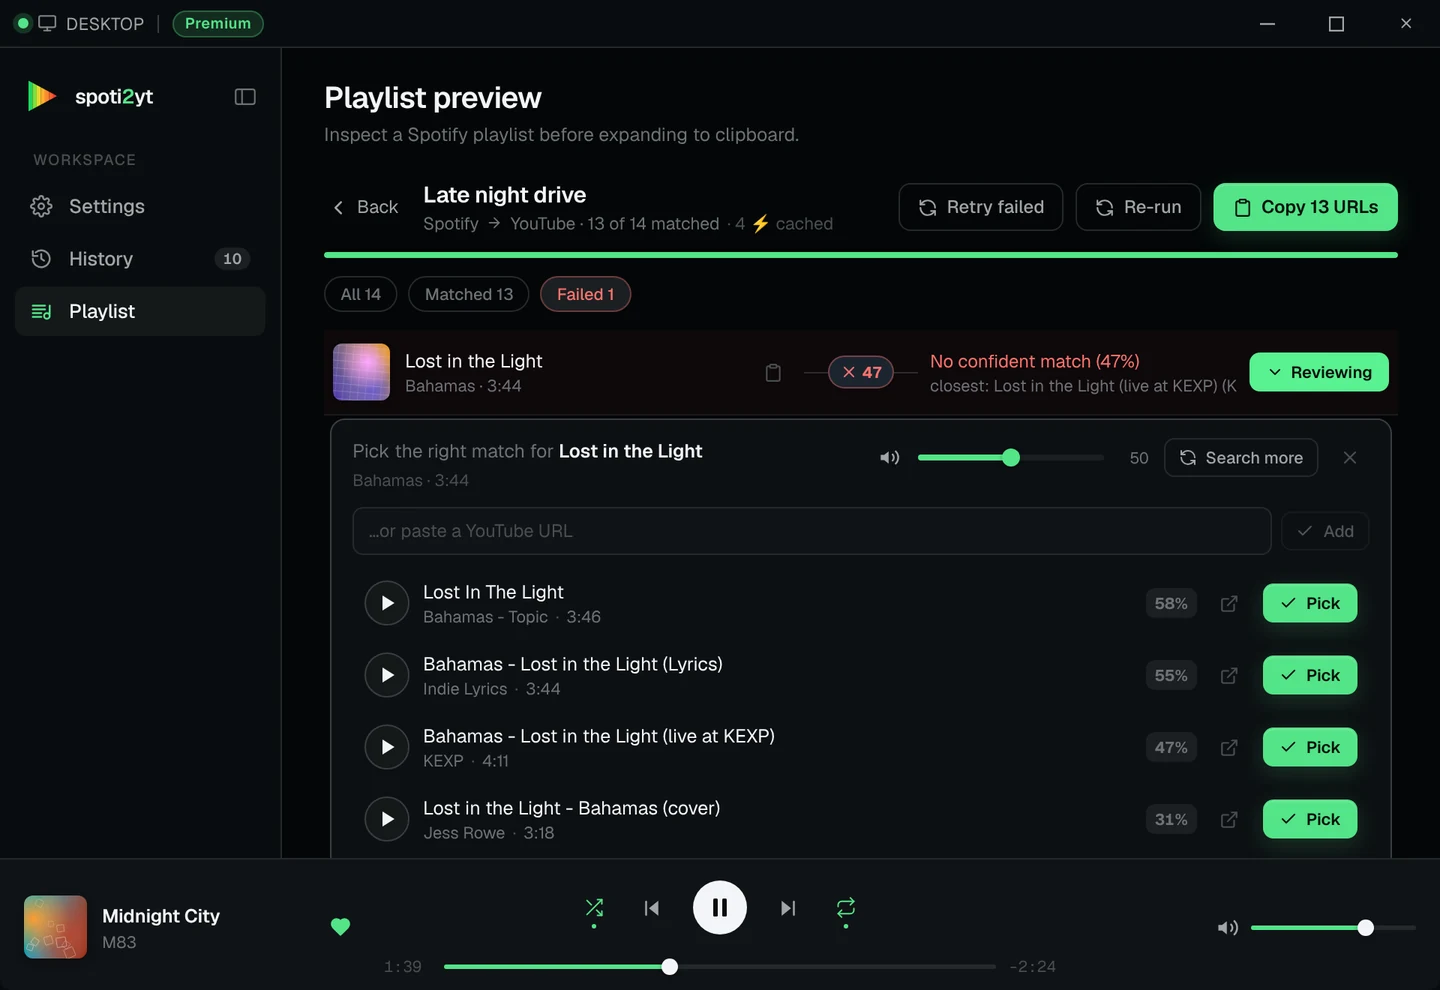 DESKTOP
Premium
spoti2yt
WORKSPACE
Settings
History
10
Playlist
Playlist preview
Inspect a Spotify playlist before expanding to clipboard.
Back
Late night drive
Spotify → YouTube · 13 of 14 matched · 4 ⚡ cached
Retry failed
Re-run
Copy 13 URLs
All 14
Matched 13
Failed 1
Lost in the Light
Bahamas · 3:44
× 47
No confident match (47%)
closest: Lost in the Light (live at KEXP) (K
Reviewing
Pick the right match for Lost in the Light
Bahamas · 3:44
50
Search more
...or paste a YouTube URL
Add
Lost In The Light
Bahamas - Topic · 3:46
58%
Pick
Bahamas - Lost in the Light (Lyrics)
Indie Lyrics · 3:44
55%
Pick
Bahamas - Lost in the Light (live at KEXP)
KEXP · 4:11
47%
Pick
Lost in the Light - Bahamas (cover)
Jess Rowe · 3:18
31%
Pick
Midnight City
M83
1:39
-2:24